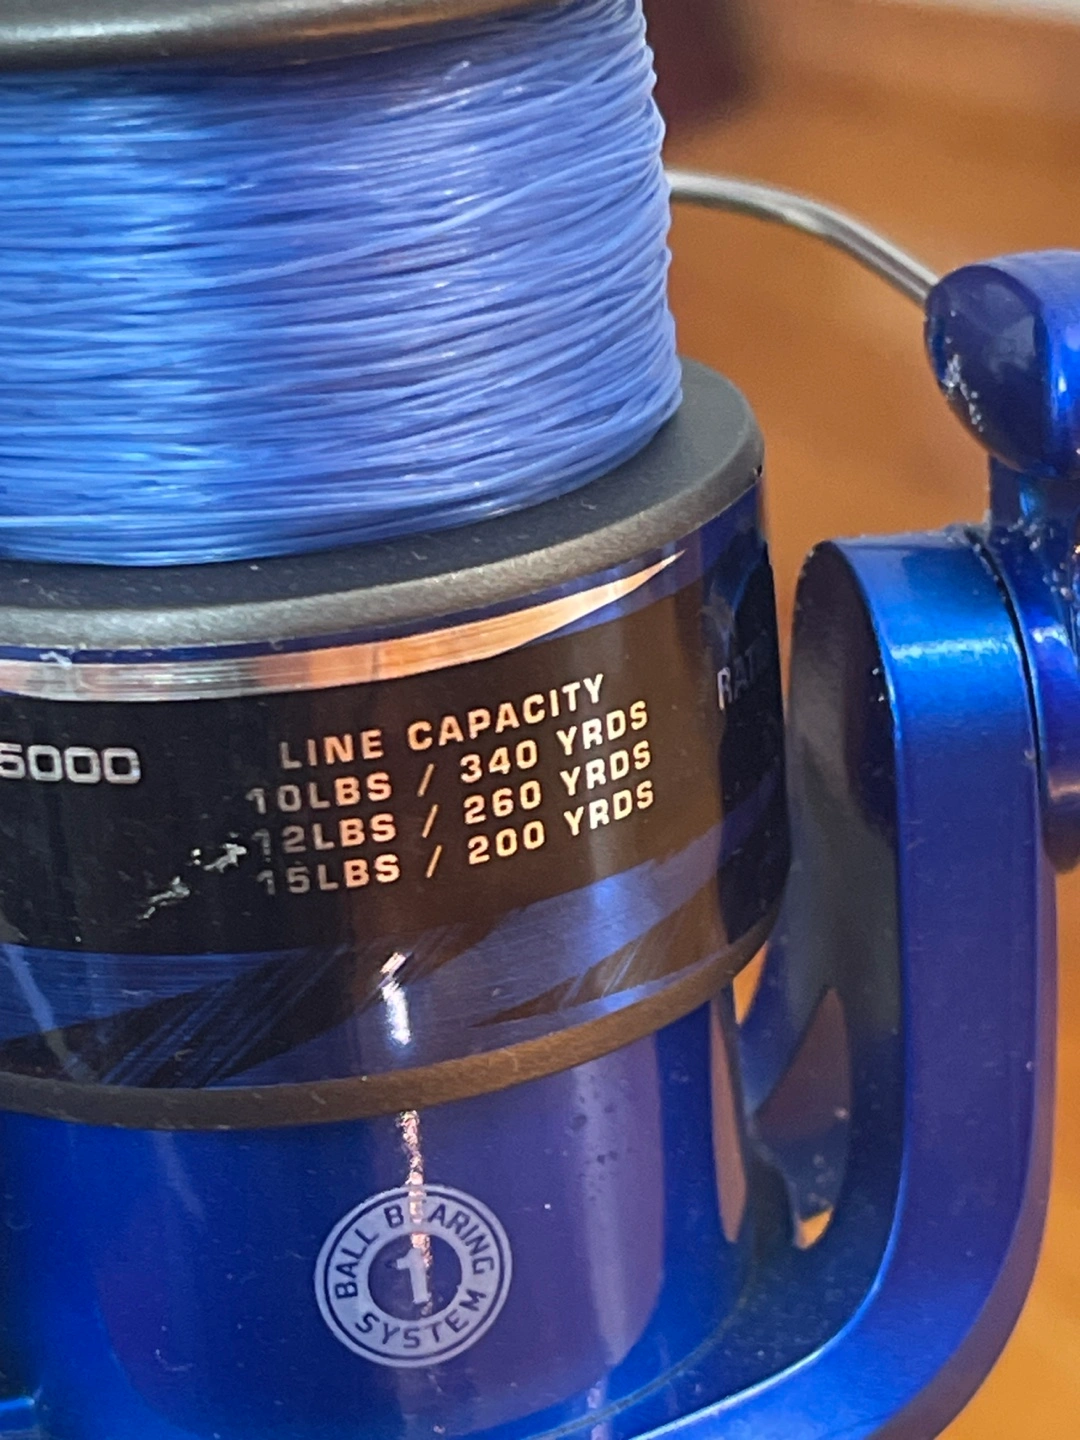 5000
LINE CAPACITY
10LBS / 340 YRDS
12LBS / 260 YRDS
15LBS / 200 YRDS
BALL BEARING
1
SYSTEM